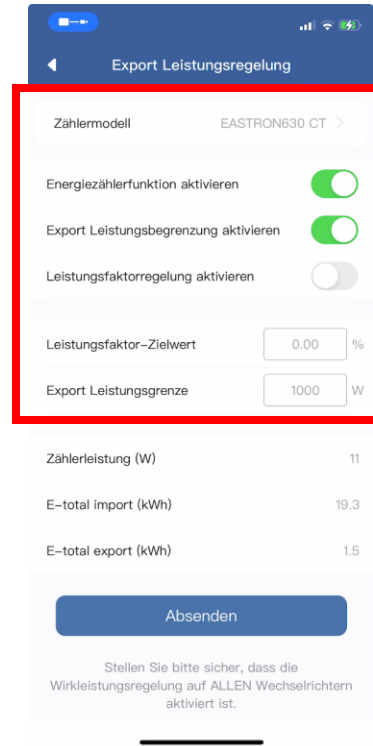 Export Leistungsregelung
Zählermodell EASTRON630 CT >
Energiezählerfunktion aktivieren
Export Leistungsbegrenzung aktivieren
Leistungsfaktorregelung aktivieren
Leistungsfaktor-Zielwert 0.00 %
Export Leistungsgrenze 1000 W
Zählerleistung (W) 11
E-total import (kWh) 19.3
E-total export (kWh) 1.5
Absenden
Stellen Sie bitte sicher, dass die
Wirkleistungsregelung auf ALLEN Wechselrichtern
aktiviert ist.